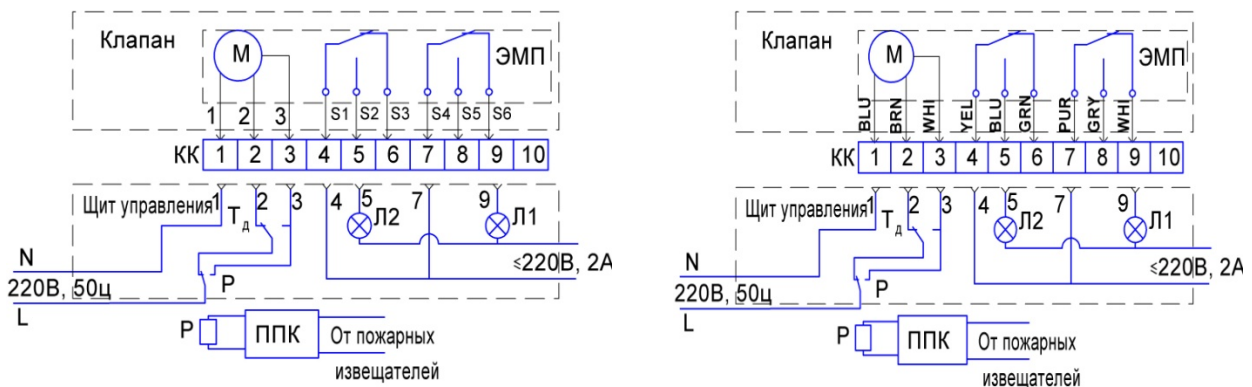 Клапан
М
ЭМП
1 2 3 S1 S2 S3 S4 S5 S6
КК 1 2 3 4 5 6 7 8 9 10
Щит управления 1 2 3 4 5 7 9
Тд Л2 Л1
N
220В, 50ц Р ≤220В, 2А
L
Р ППК От пожарных
извещателей
Клапан
М
ЭМП
BLU BRN WHI YEL BLU GRN PUR GRY WHI
КК 1 2 3 4 5 6 7 8 9 10
Щит управления 1 2 3 4 5 7 9
Тд Л2 Л1
N
220В, 50ц Р ≤220В, 2А
L
Р ППК От пожарных
извещателей